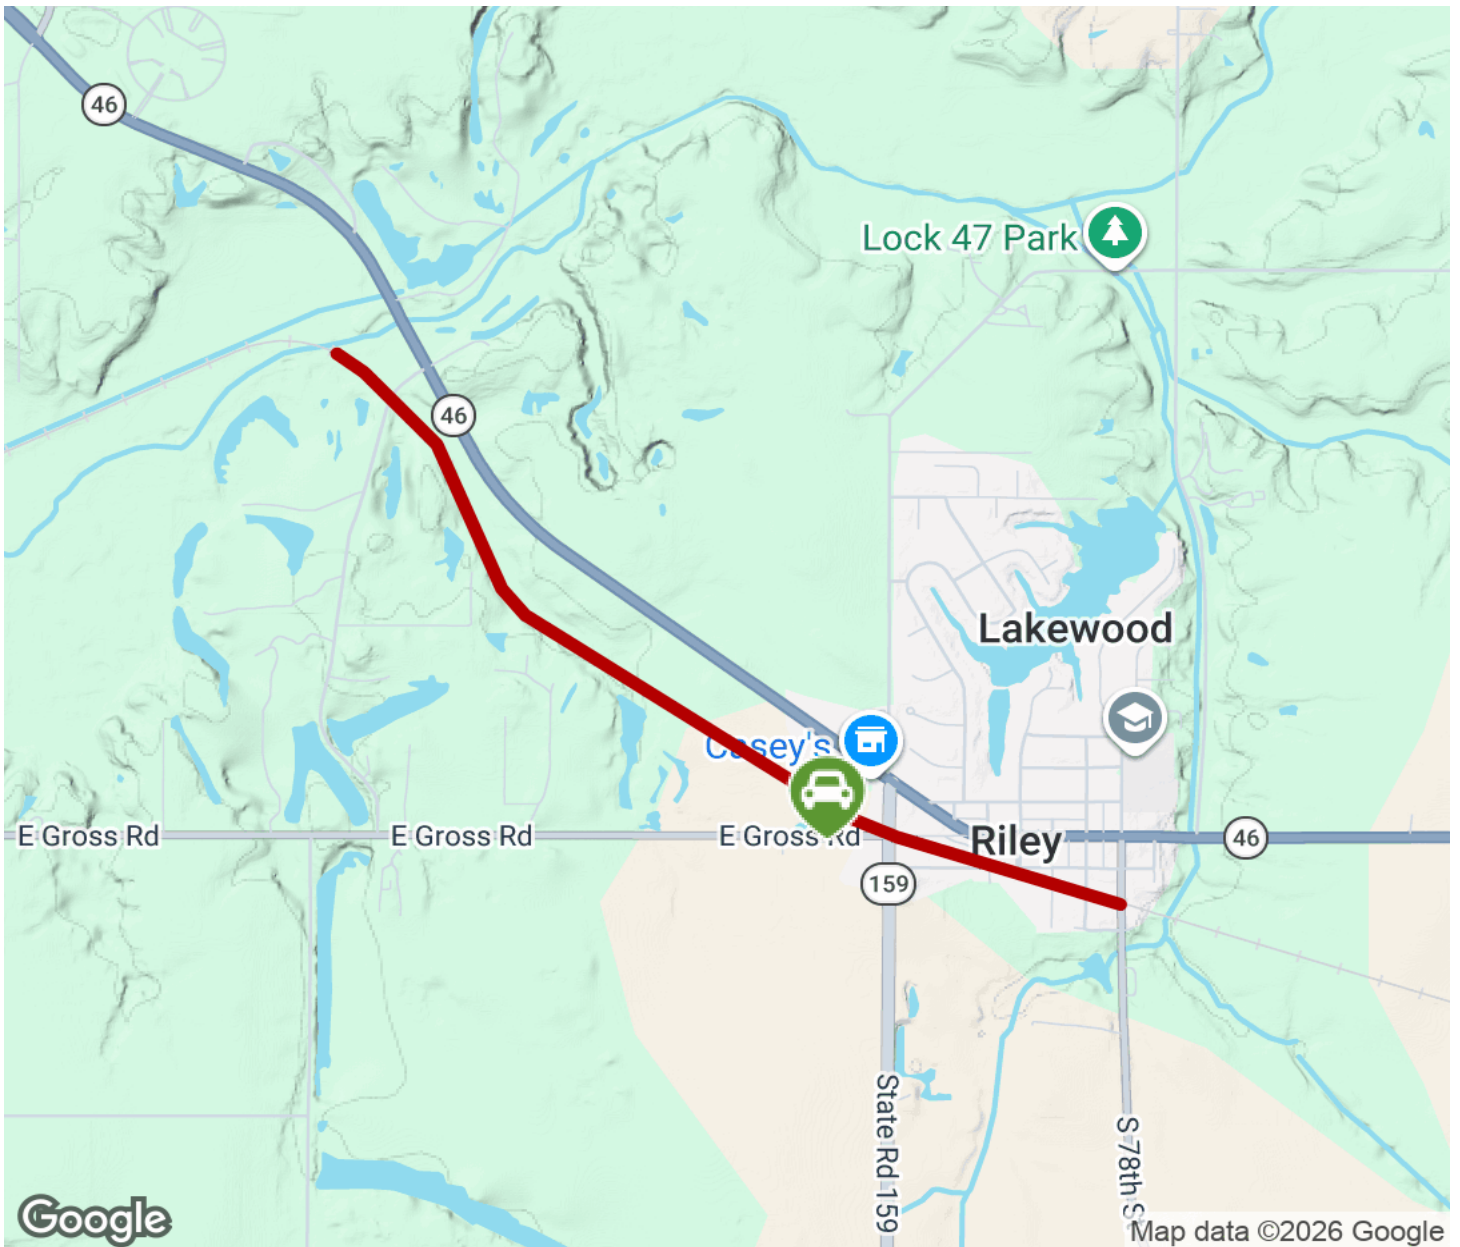 46
Lock 47 Park
46
Lakewood
Casey's
E Gross Rd
E Gross Rd
E Gross Rd
Riley
46
159
State Rd 159
S 78th St
Google
Map data ©2026 Google